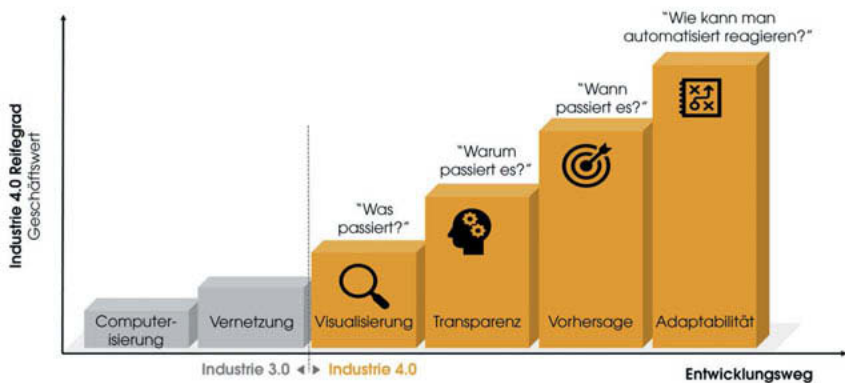 "Wie kann man
automatisiert reagieren?"
"Wann
passiert es?"
"Warum
passiert es?"
"Was
passiert?"
Industrie 4.0 Reifegrad
Geschäftswert
Computer-
isierung
Vernetzung
Visualisierung
Transparenz
Vorhersage
Adaptabilität
Industrie 3.0
Industrie 4.0
Entwicklungsweg